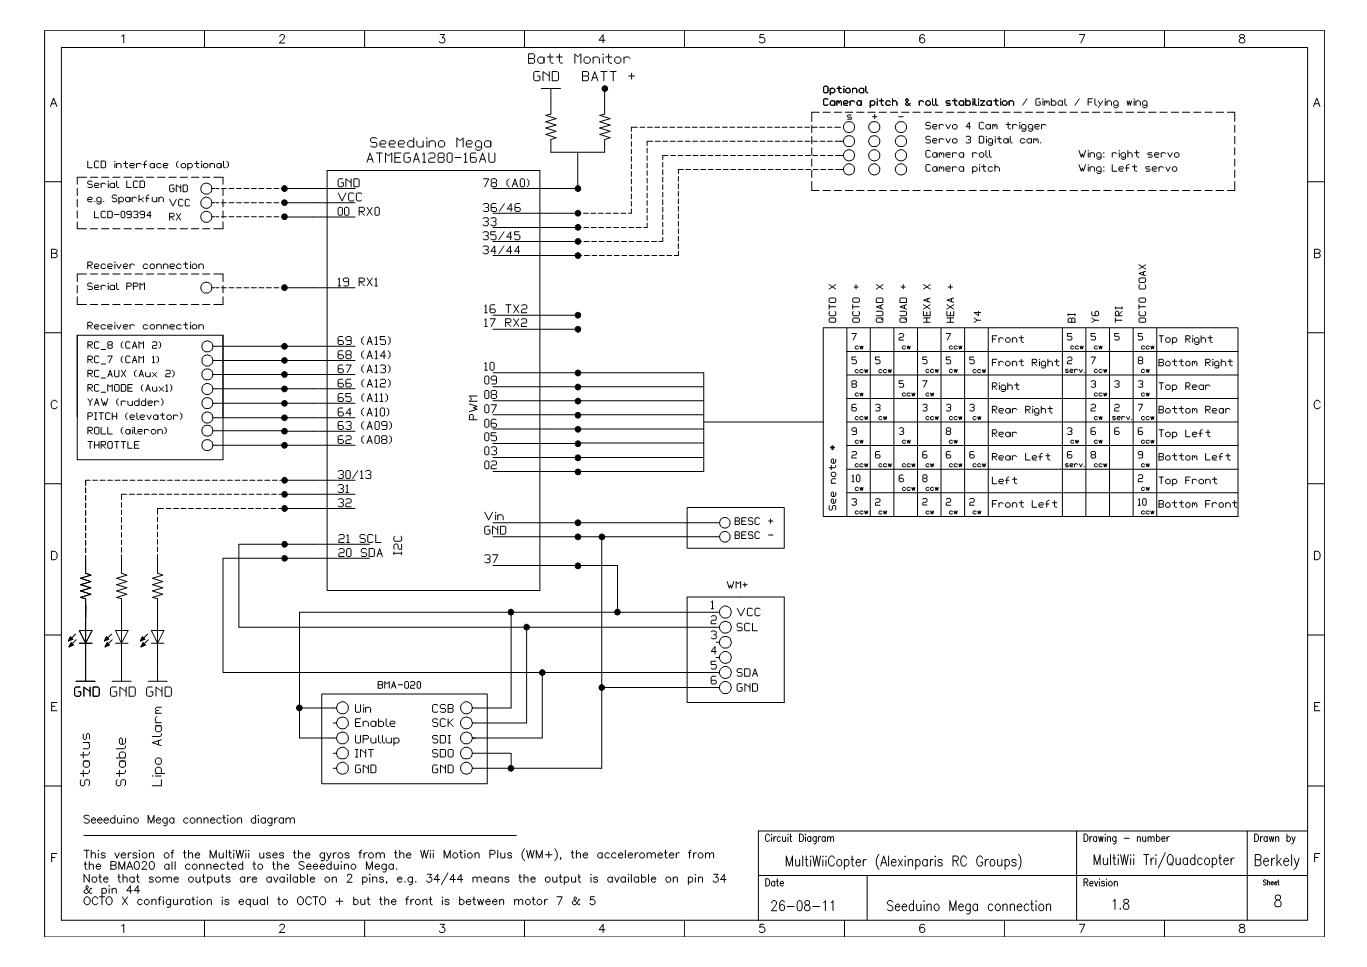 1 2 3 4 5 6 7 8
A
B
C
D
E
F
A
B
C
D
E
F
Batt Monitor
GND BATT +
Optional
Camera pitch & roll stabilization / Gimbal / Flying wing
s + -
Servo 4 Cam trigger
Servo 3 Digital cam.
Camera roll Wing: right servo
Camera pitch Wing: Left servo
Seeeduino Mega
ATMEGA1280-16AU
LCD interface (optional)
Serial LCD GND
e.g. Sparkfun VCC
LCD-09394 RX
Receiver connection
Serial PPM
Receiver connection
RC_8 (CAM 2)
RC_7 (CAM 1)
RC_AUX (Aux 2)
RC_MODE (Aux1)
YAW (rudder)
PITCH (elevator)
ROLL (aileron)
THROTTLE
GND
VCC
00 RX0
19 RX1
69 (A15)
68 (A14)
67 (A13)
66 (A12)
65 (A11)
64 (A10)
63 (A09)
62 (A08)
30/13
31
32
21 SCL
20 SDA
I2C
78 (A0)
36/46
33
35/45
34/44
16 TX2
17 RX2
PWM
10
09
08
07
06
05
03
02
Vin
GND
37
BESC +
BESC -
WM+
1 VCC
2 SCL
3
4
5 SDA
6 GND
BMA-020
Uin CSB
Enable SCK
UPullup SDI
INT SDO
GND GND
GND GND GND
Status
Stable
Lipo Alarm
OCTO X
OCTO +
QUAD X
QUAD +
HEXA X
HEXA +
Y4
BI
Y6
TRI
OCTO COAX
See note *
7 cw 2 cw 7 ccw Front 5 ccw 5 cw 5 5 ccw Top Right
5 ccw 5 ccw 5 ccw 5 cw 5 ccw Front Right 2 serv. 7 ccw 8 cw Bottom Right
8 cw 5 ccw 7 cw Right 3 ccw 3 3 cw Top Rear
6 ccw 3 cw 3 ccw 3 ccw 3 cw Rear Right 2 cw 2 serv. 7 ccw Bottom Rear
9 cw 3 cw 8 cw Rear 3 cw 6 cw 6 6 ccw Top Left
2 ccw 6 ccw ccw 6 cw 6 ccw 6 ccw Rear Left 6 serv. 8 ccw 9 cw Bottom Left
10 cw 6 ccw 8 ccw Left 2 cw Top Front
3 ccw 2 cw 2 cw 2 cw 2 cw Front Left 10 ccw Bottom Front
Seeeduino Mega connection diagram
This version of the MultiWii uses the gyros from the Wii Motion Plus (WM+), the accelerometer from
the BMA020 all connected to the Seeeduino Mega.
Note that some outputs are available on 2 pins, e.g. 34/44 means the output is available on pin 34
& pin 44
OCTO X configuration is equal to OCTO + but the front is between motor 7 & 5
Circuit Diagram
MultiWiiCopter (Alexinparis RC Groups)
Drawing - number
MultiWii Tri/Quadcopter
Drawn by
Berkely
Date
26-08-11
Seeduino Mega connection
Revision
1.8
Sheet
8
1 2 3 4 5 6 7 8